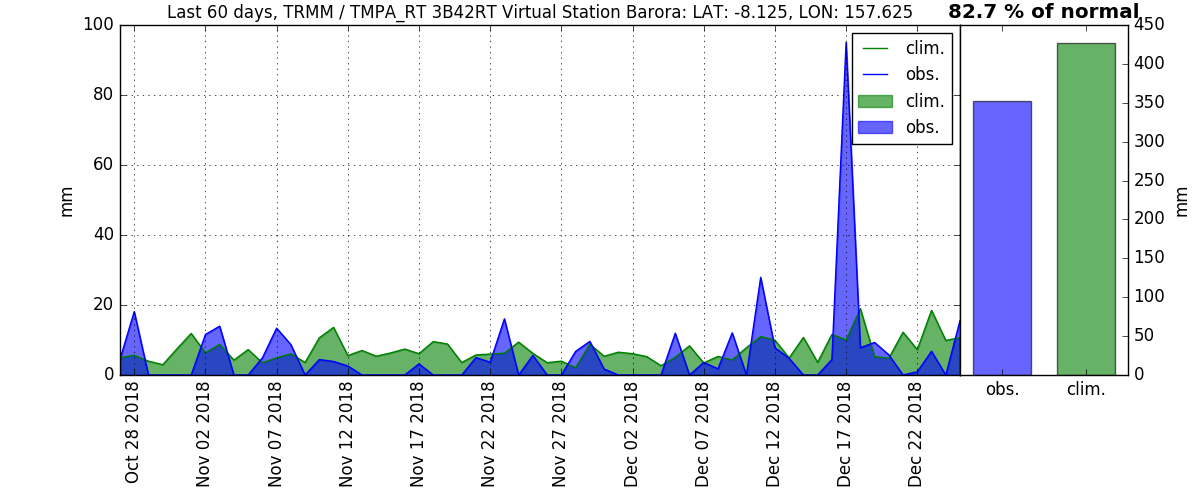 Last 60 days, TRMM / TMPA_RT 3B42RT Virtual Station Barora: LAT: -8.125, LON: 157.625
82.7 % of normal
100
80
60
40
20
0
mm
clim.
obs.
clim.
obs.
450
400
350
300
250
200
150
100
50
0
mm
obs.
clim.
Oct 28 2018
Nov 02 2018
Nov 07 2018
Nov 12 2018
Nov 17 2018
Nov 22 2018
Nov 27 2018
Dec 02 2018
Dec 07 2018
Dec 12 2018
Dec 17 2018
Dec 22 2018